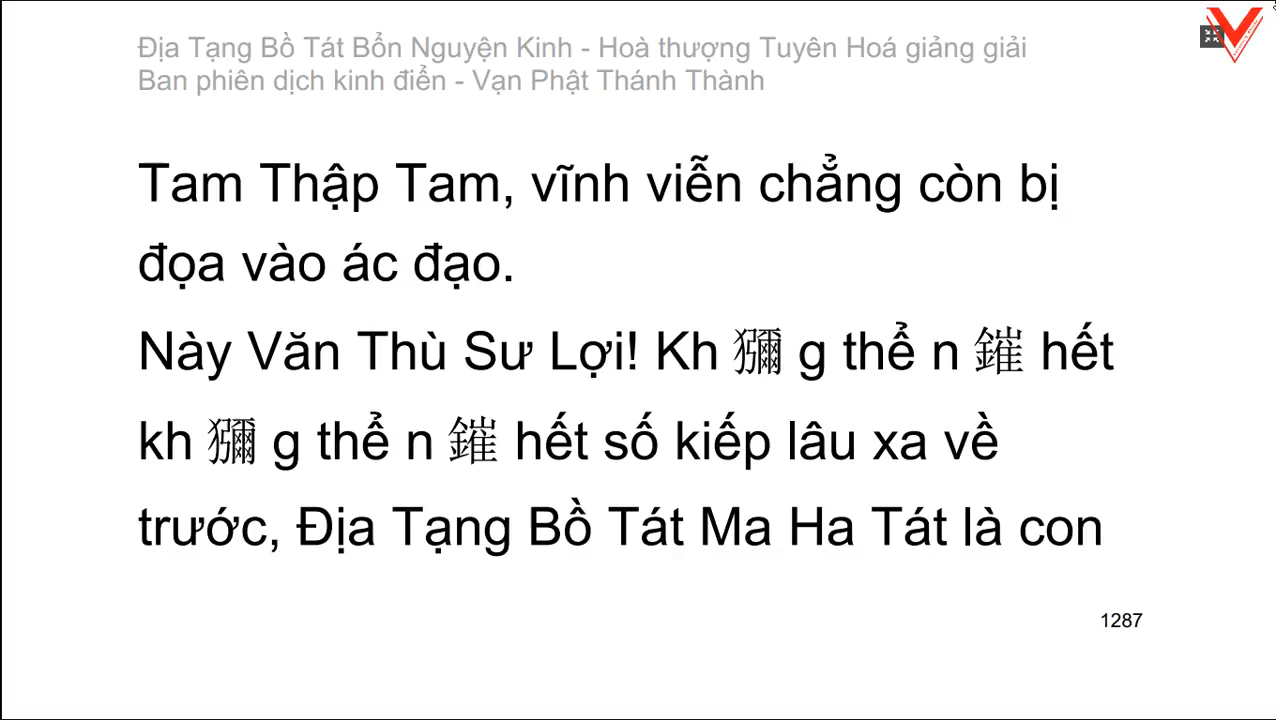 Địa Tạng Bồ Tát Bổn Nguyện Kinh - Hoà thượng Tuyên Hoá giảng giải
Ban phiên dịch kinh điển - Vạn Phật Thánh Thành
Tam Thập Tam, vĩnh viễn chẳng còn bị
đọa vào ác đạo.
Này Văn Thù Sư Lợi! Kh 獼 g thể n 鏙 hết
kh 獼 g thể n 鏙 hết số kiếp lâu xa về
trước, Địa Tạng Bồ Tát Ma Ha Tát là con
1287